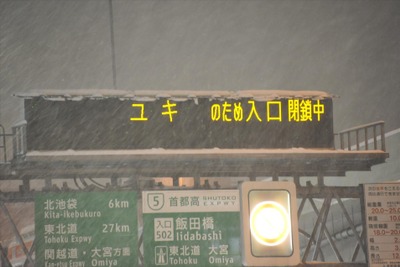 ユキ のため入口閉鎖中
北池袋 6km
Kita-Ikebukuro
東北道 27km
Tohoku Expwy
関越道・大宮方面
Omiya
5 首都高 SHUTOKO EXPWY
入口 502 飯田橋
Iidabashi
東北道 大宮
Tohoku Omiya